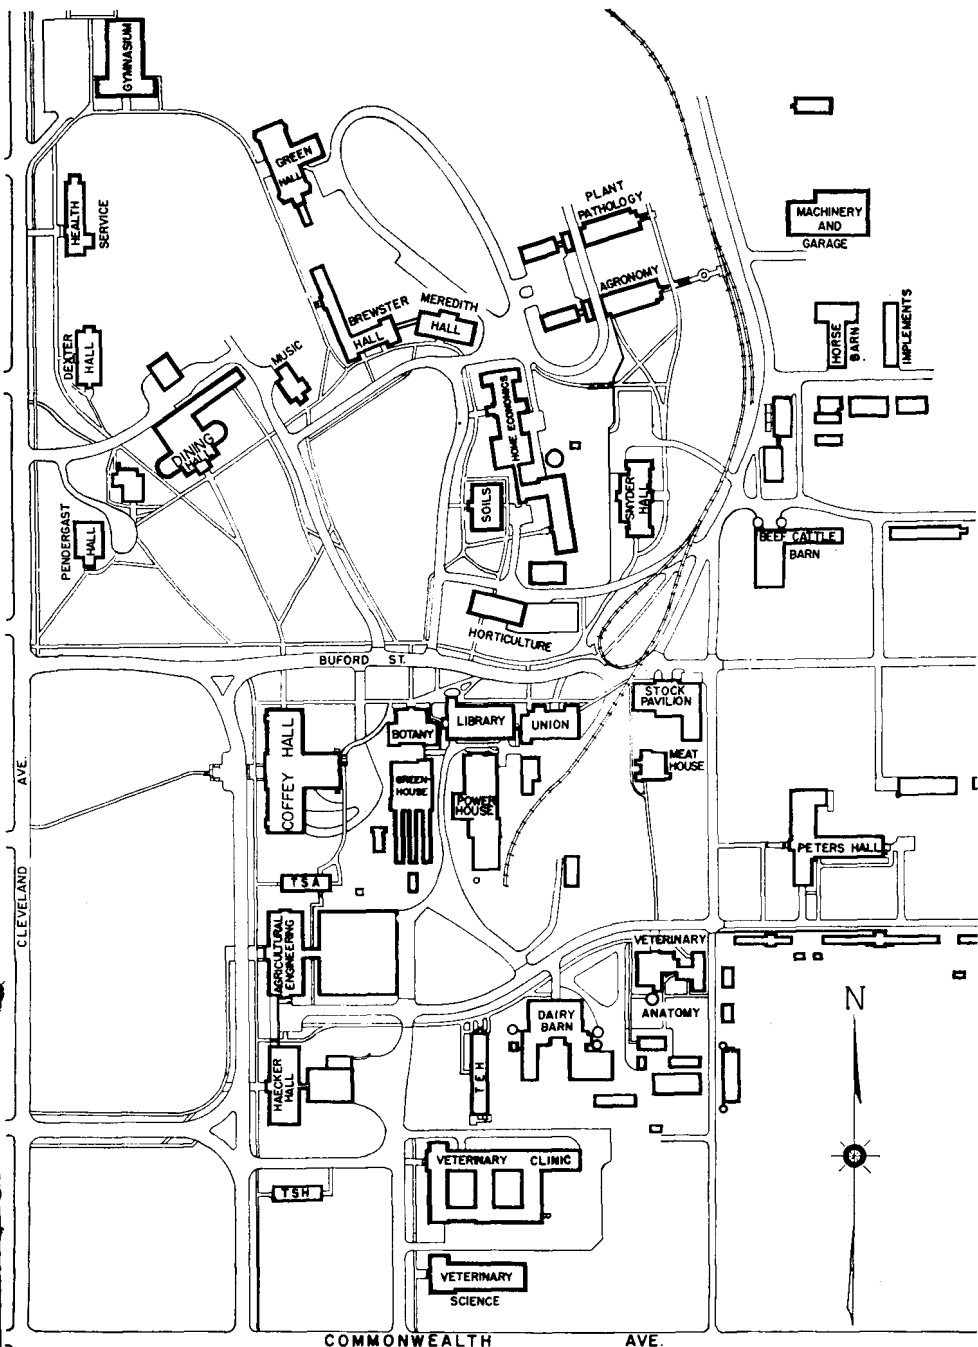 GYMNASIUM
GREEN
HALL
HEALTH
SERVICE
PLANT
PATHOLOGY
MACHINERY
AND
GARAGE
AGRONOMY
BREWSTER
HALL
MEREDITH
HALL
HORSE
BARN
IMPLEMENTS
DEXTER
HALL
MUSIC
DINING
HALL
HOME ECONOMICS
SOILS
SNYDER
HALL
PENDERGAST
HALL
BEEF CATTLE
BARN
HORTICULTURE
BUFORD ST.
STOCK
PAVILION
COFFEY HALL
BOTANY
LIBRARY
UNION
MEAT
HOUSE
GREEN
HOUSE
POWER
HOUSE
PETERS HALL
CLEVELAND AVE.
TSA
AGRICULTURAL
ENGINEERING
VETERINARY
ANATOMY
DAIRY
BARN
N
TEH
HAECKER
HALL
VETERINARY CLINIC
TSH
VETERINARY
SCIENCE
COMMONWEALTH AVE.